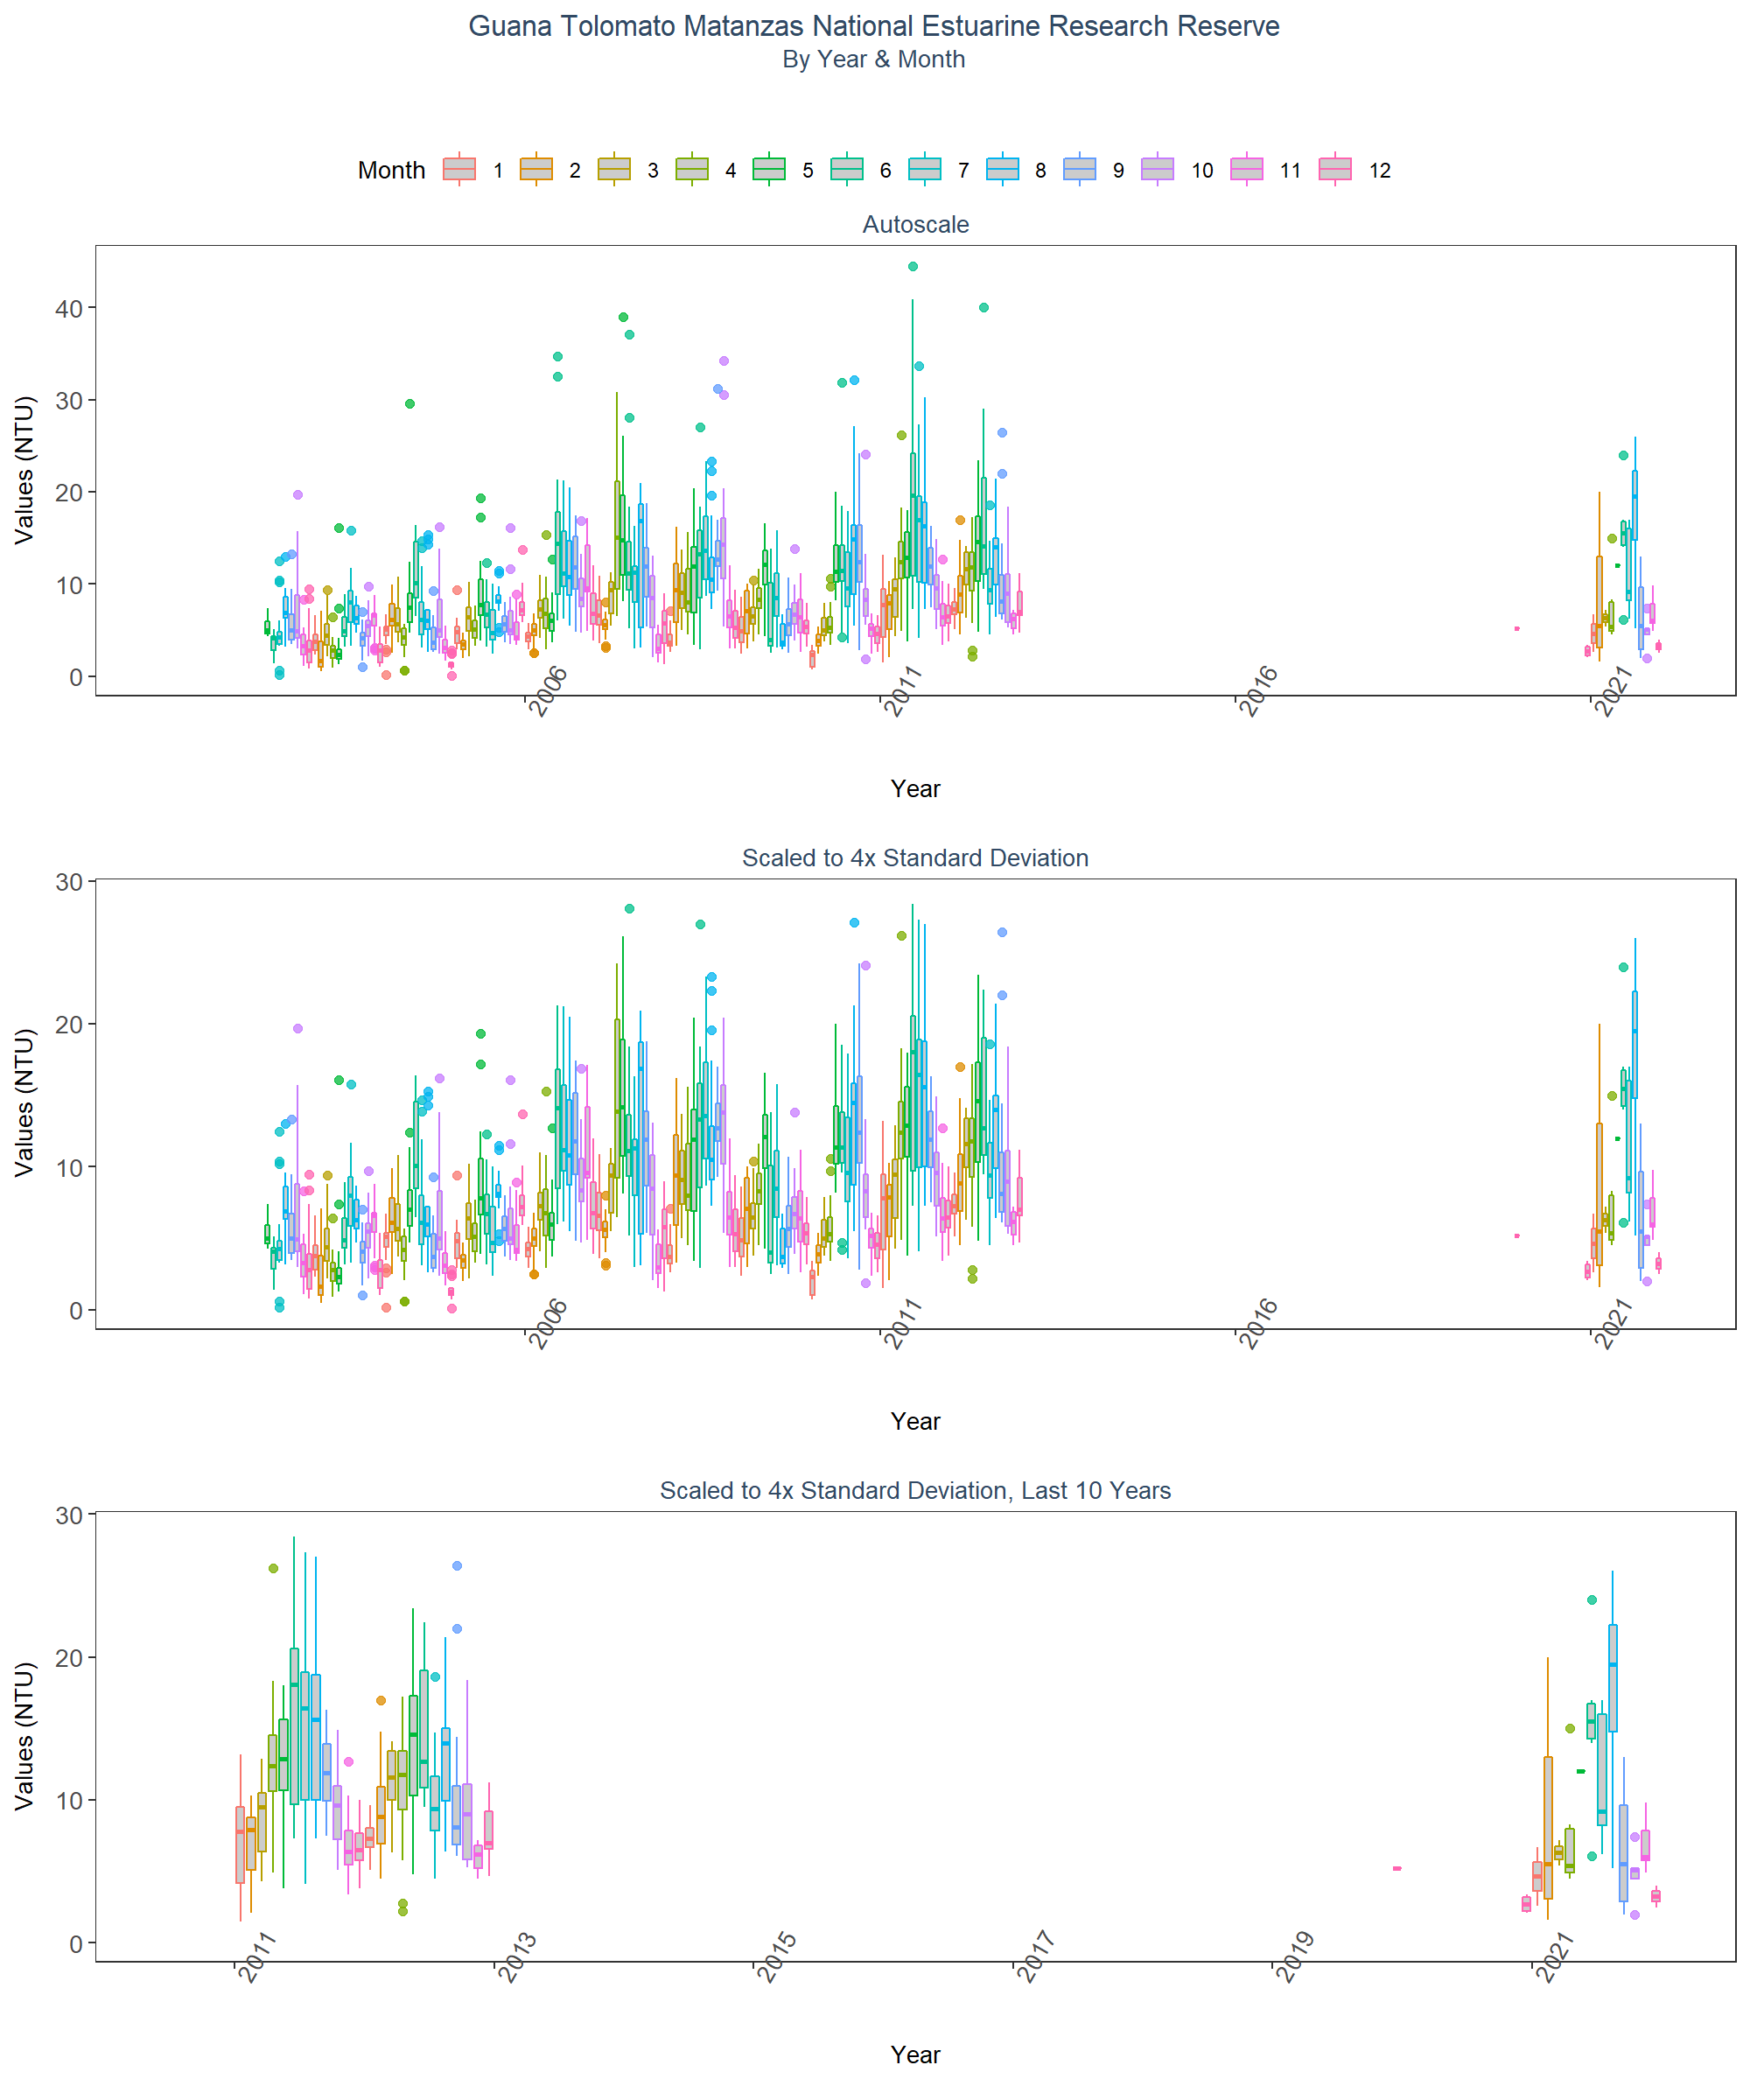 Guana Tolomato Matanzas National Estuarine Research Reserve
By Year & Month
Month 1 2 3 4 5 6 7 8 9 10 11 12
Autoscale
Values (NTU)
40
30
20
10
0
2006 2011 2016 2021
Year
Scaled to 4x Standard Deviation
Values (NTU)
30
20
10
0
2006 2011 2016 2021
Year
Scaled to 4x Standard Deviation, Last 10 Years
Values (NTU)
30
20
10
0
2011 2013 2015 2017 2019 2021
Year